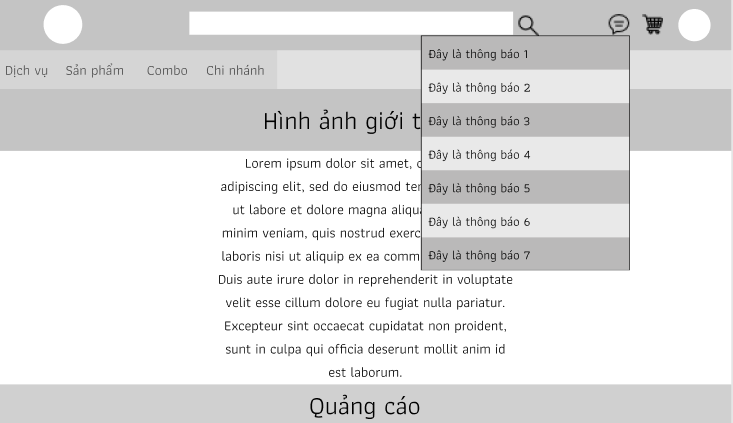 Dịch vụ Sản phẩm Combo Chi nhánh
Đây là thông báo 1
Đây là thông báo 2
Đây là thông báo 3
Đây là thông báo 4
Đây là thông báo 5
Đây là thông báo 6
Đây là thông báo 7
Hình ảnh giới
Lorem ipsum dolor sit amet,
adipiscing elit, sed do eiusmod
ut labore et dolore magna
minim veniam, quis nostrud
laboris nisi ut aliquip ex ea
Duis aute irure dolor in reprehenderit in voluptate
velit esse cillum dolore eu fugiat nulla pariatur.
Excepteur sint occaecat cupidatat non proident,
sunt in culpa qui officia deserunt mollit anim id
est laborum.
Quảng cáo